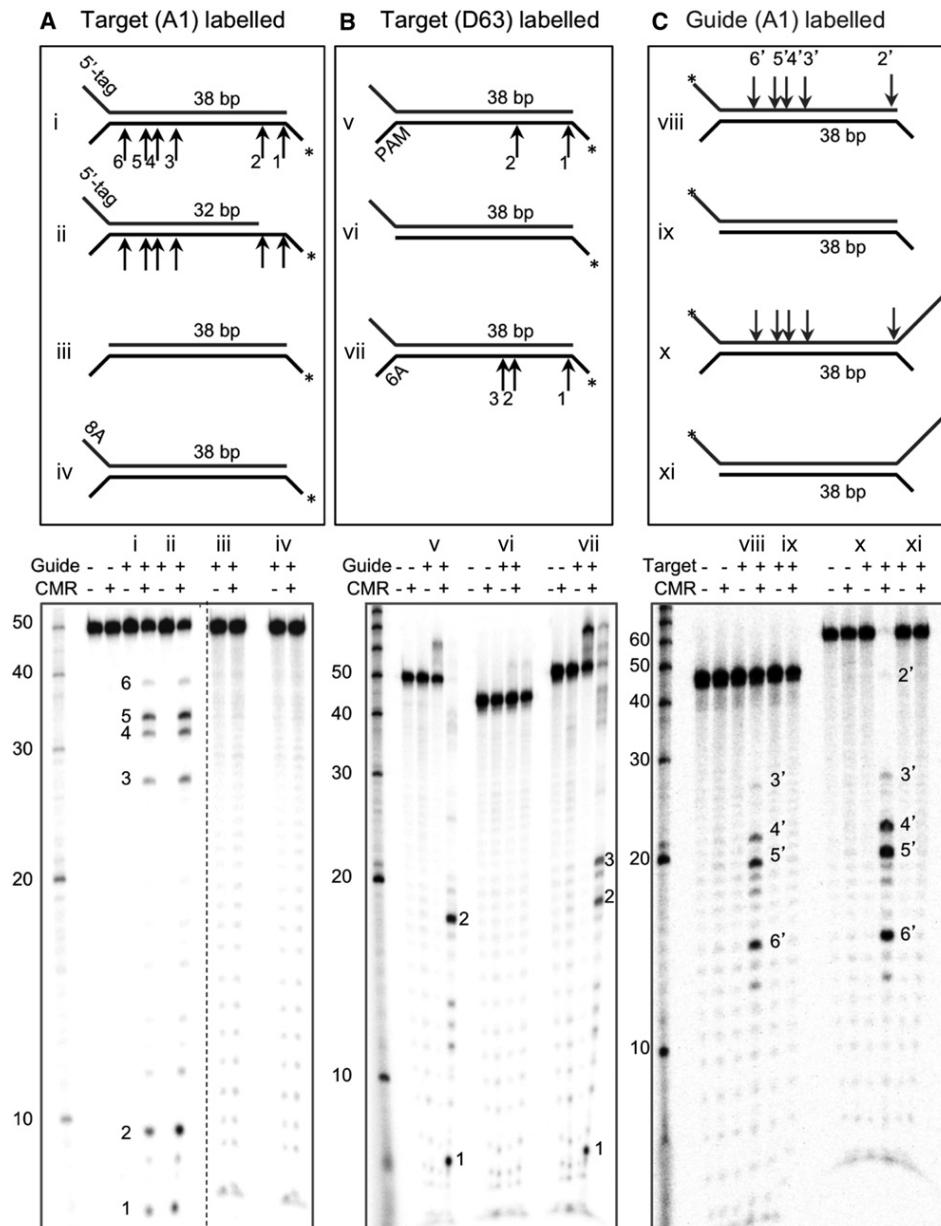 A Target (A1) labelled
5'-tag
38 bp
i
6 5 4 3 2 1 *
5'-tag
32 bp
ii
*
38 bp
iii
*
8A
38 bp
iv
*
B Target (D63) labelled
38 bp
v
PAM
2 1 *
38 bp
vi
*
38 bp
vii
6A
3 2 1 *
C Guide (A1) labelled
* 6' 5' 4' 3' 2'
viii
38 bp
*
ix
38 bp
*
x
38 bp
*
xi
38 bp
i ii iii iv
Guide - - + + + + + + + +
CMR - + - + - + - + - +
50
40
30
20
10
6
5
4
3
2
1
v vi vii
Guide - - + + - - + + - - + +
CMR - + - + - + - + - + - +
50
40
30
20
10
2
1
3
2
1
viii ix x xi
Target - - + + + + - - + + + +
CMR - + - + - + - + - + - +
60
50
40
30
20
10
3'
4'
5'
6'
2'
3'
4'
5'
6'